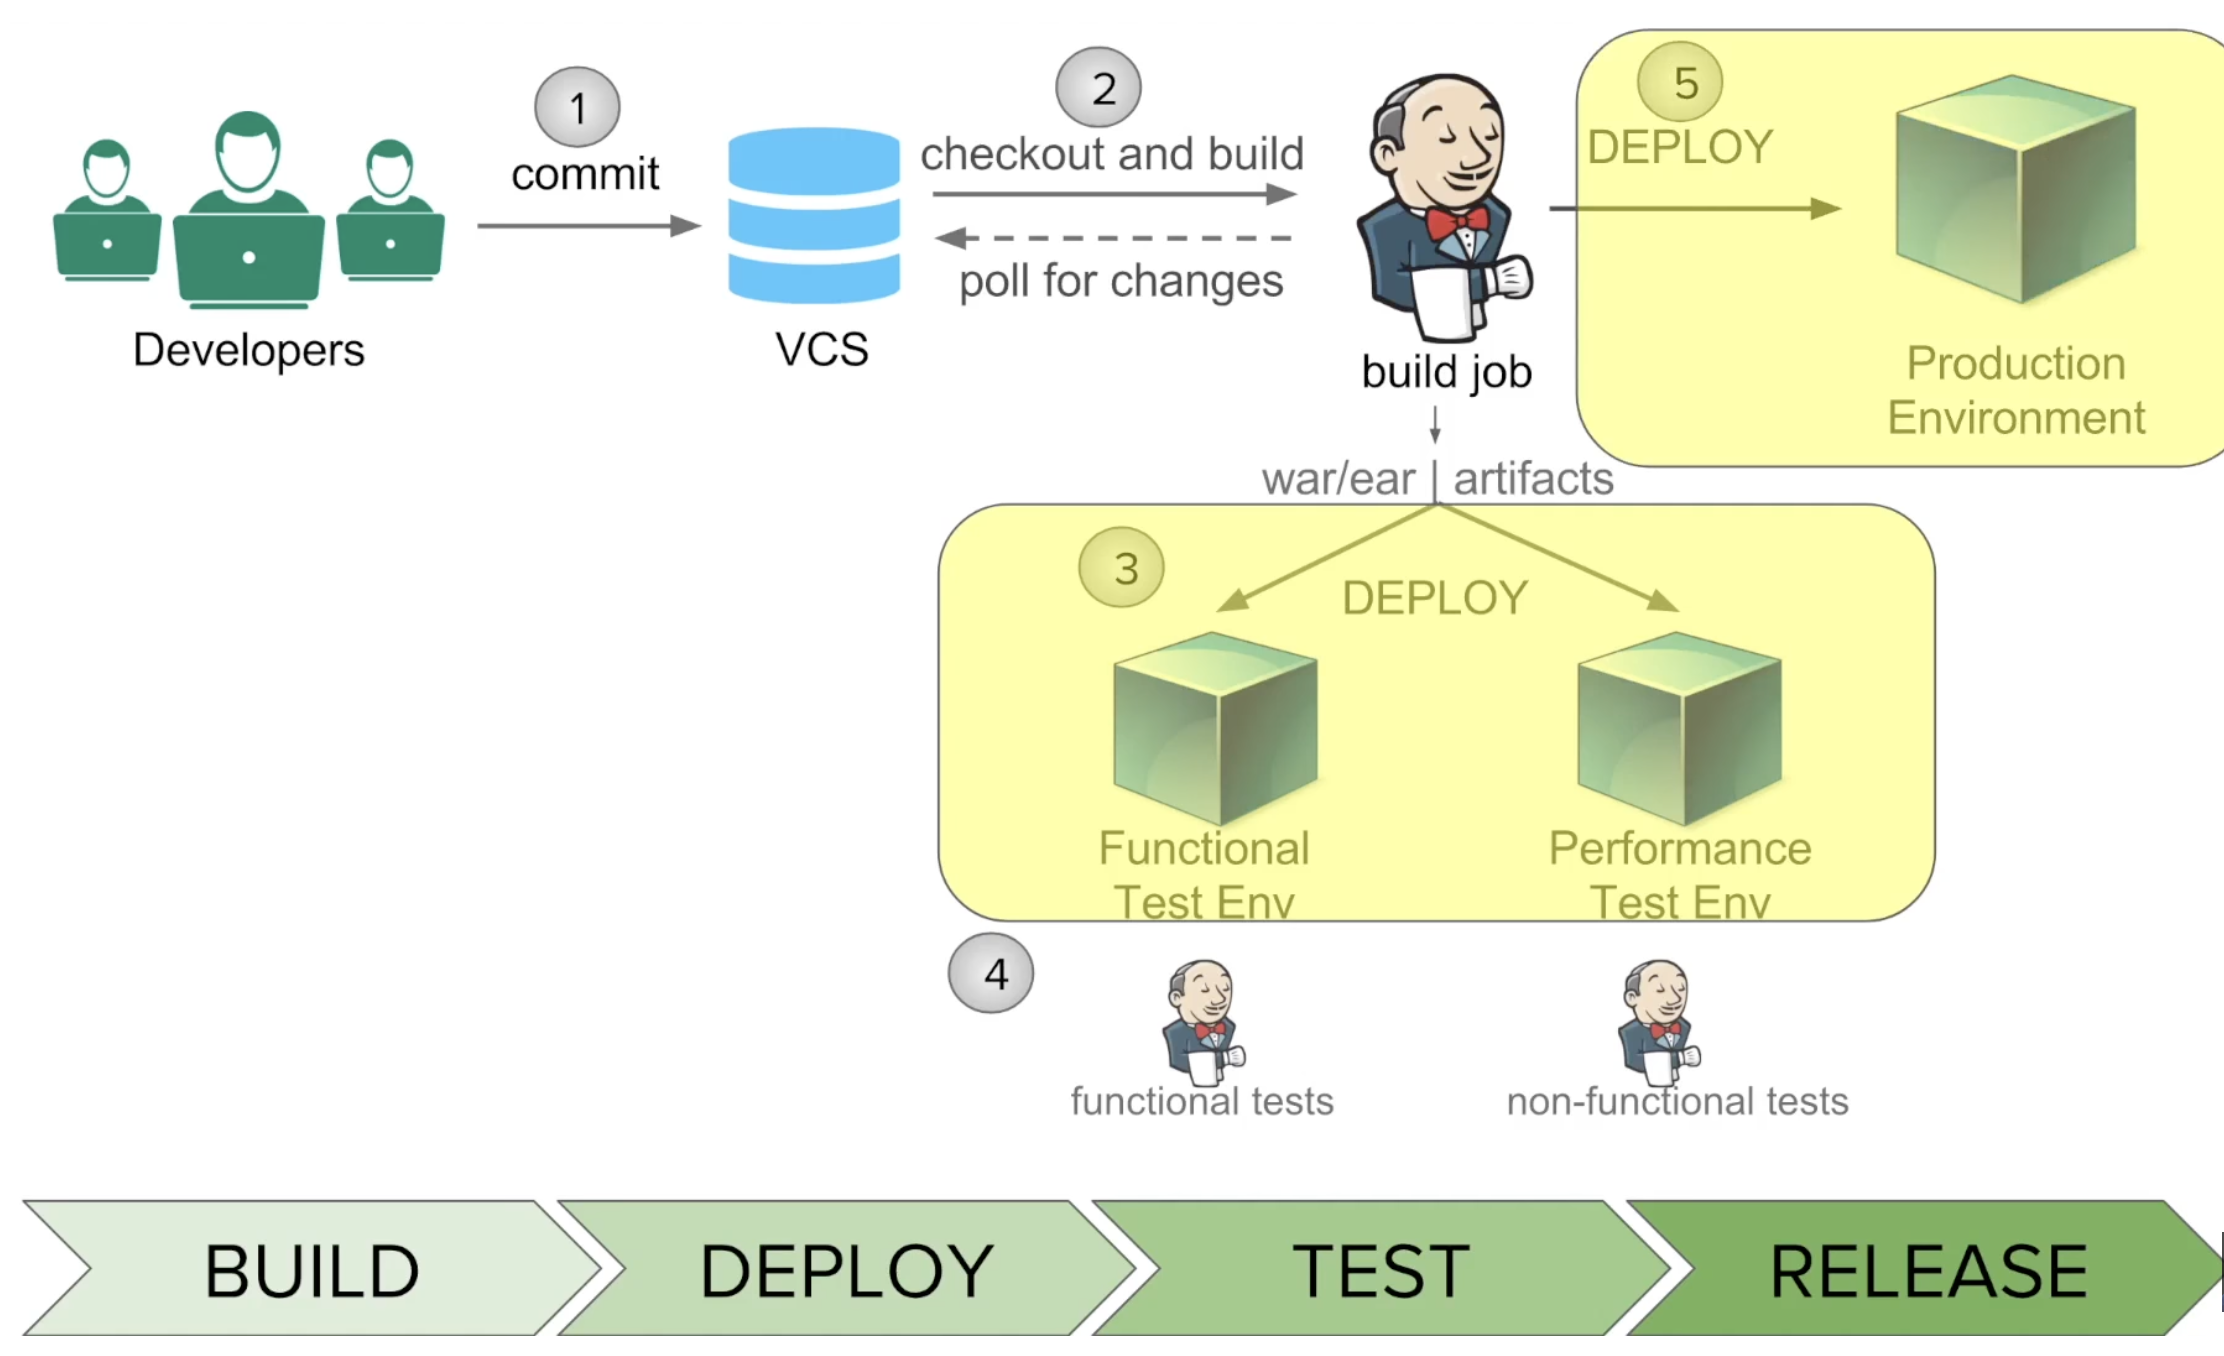 1
commit
Developers
VCS
2
checkout and build
poll for changes
build job
5
DEPLOY
Production
Environment
war/ear | artifacts
3
DEPLOY
Functional
Test Env
Performance
Test Env
4
functional tests
non-functional tests
BUILD
DEPLOY
TEST
RELEASE